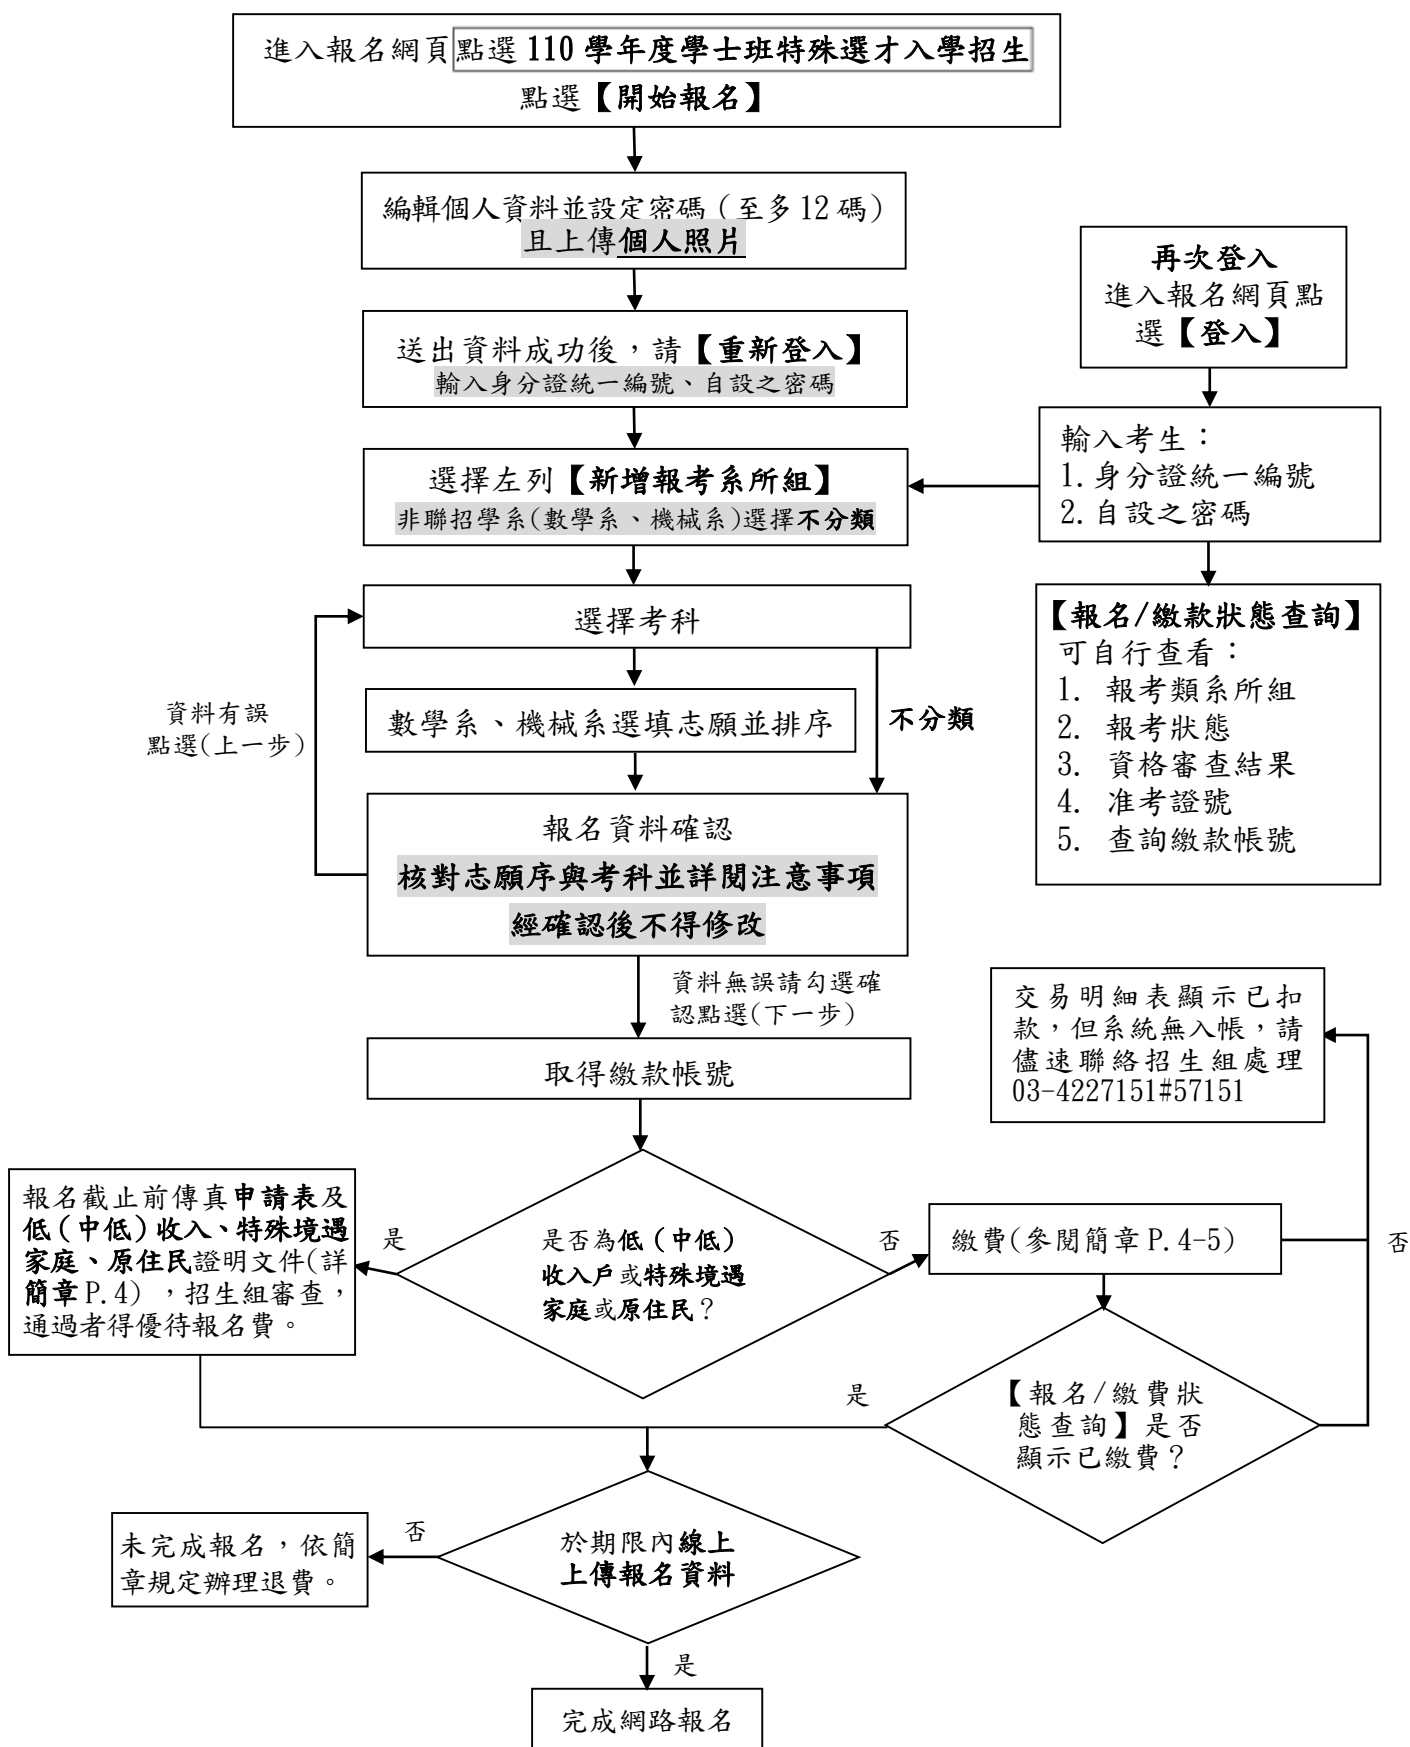 進入報名網頁點選 110 學年度學士班特殊選才入學招生
點選【開始報名】
編輯個人資料並設定密碼（至多 12 碼）
且上傳個人照片
送出資料成功後，請【重新登入】
輸入身分證統一編號、自設之密碼
再次登入
進入報名網頁點
選【登入】
輸入考生：
1. 身分證統一編號
2. 自設之密碼
選擇左列【新增報考系所組】
非聯招學系(數學系、機械系)選擇不分類
選擇考科
【報名/繳款狀態查詢】
可自行查看：
1. 報考類系所組
2. 報考狀態
3. 資格審查結果
4. 准考證號
5. 查詢繳款帳號
資料有誤
點選(上一步)
數學系、機械系選填志願並排序
不分類
報名資料確認
核對志願序與考科並詳閱注意事項
經確認後不得修改
資料無誤請勾選確
認點選(下一步)
取得繳款帳號
交易明細表顯示已扣
款，但系統無入帳，請
儘速聯絡招生組處理
03-4227151#57151
報名截止前傳真申請表及
低（中低）收入、特殊境遇
家庭、原住民證明文件(詳
簡章 P.4），招生組審查，
通過者得優待報名費。
是
是否為低（中低）
收入戶或特殊境遇
家庭或原住民？
否
繳費(參閱簡章 P.4-5)
否
是
【報名/繳費狀
態查詢】是否
顯示已繳費？
未完成報名，依簡
章規定辦理退費。
否
於期限內線上
上傳報名資料
是
完成網路報名